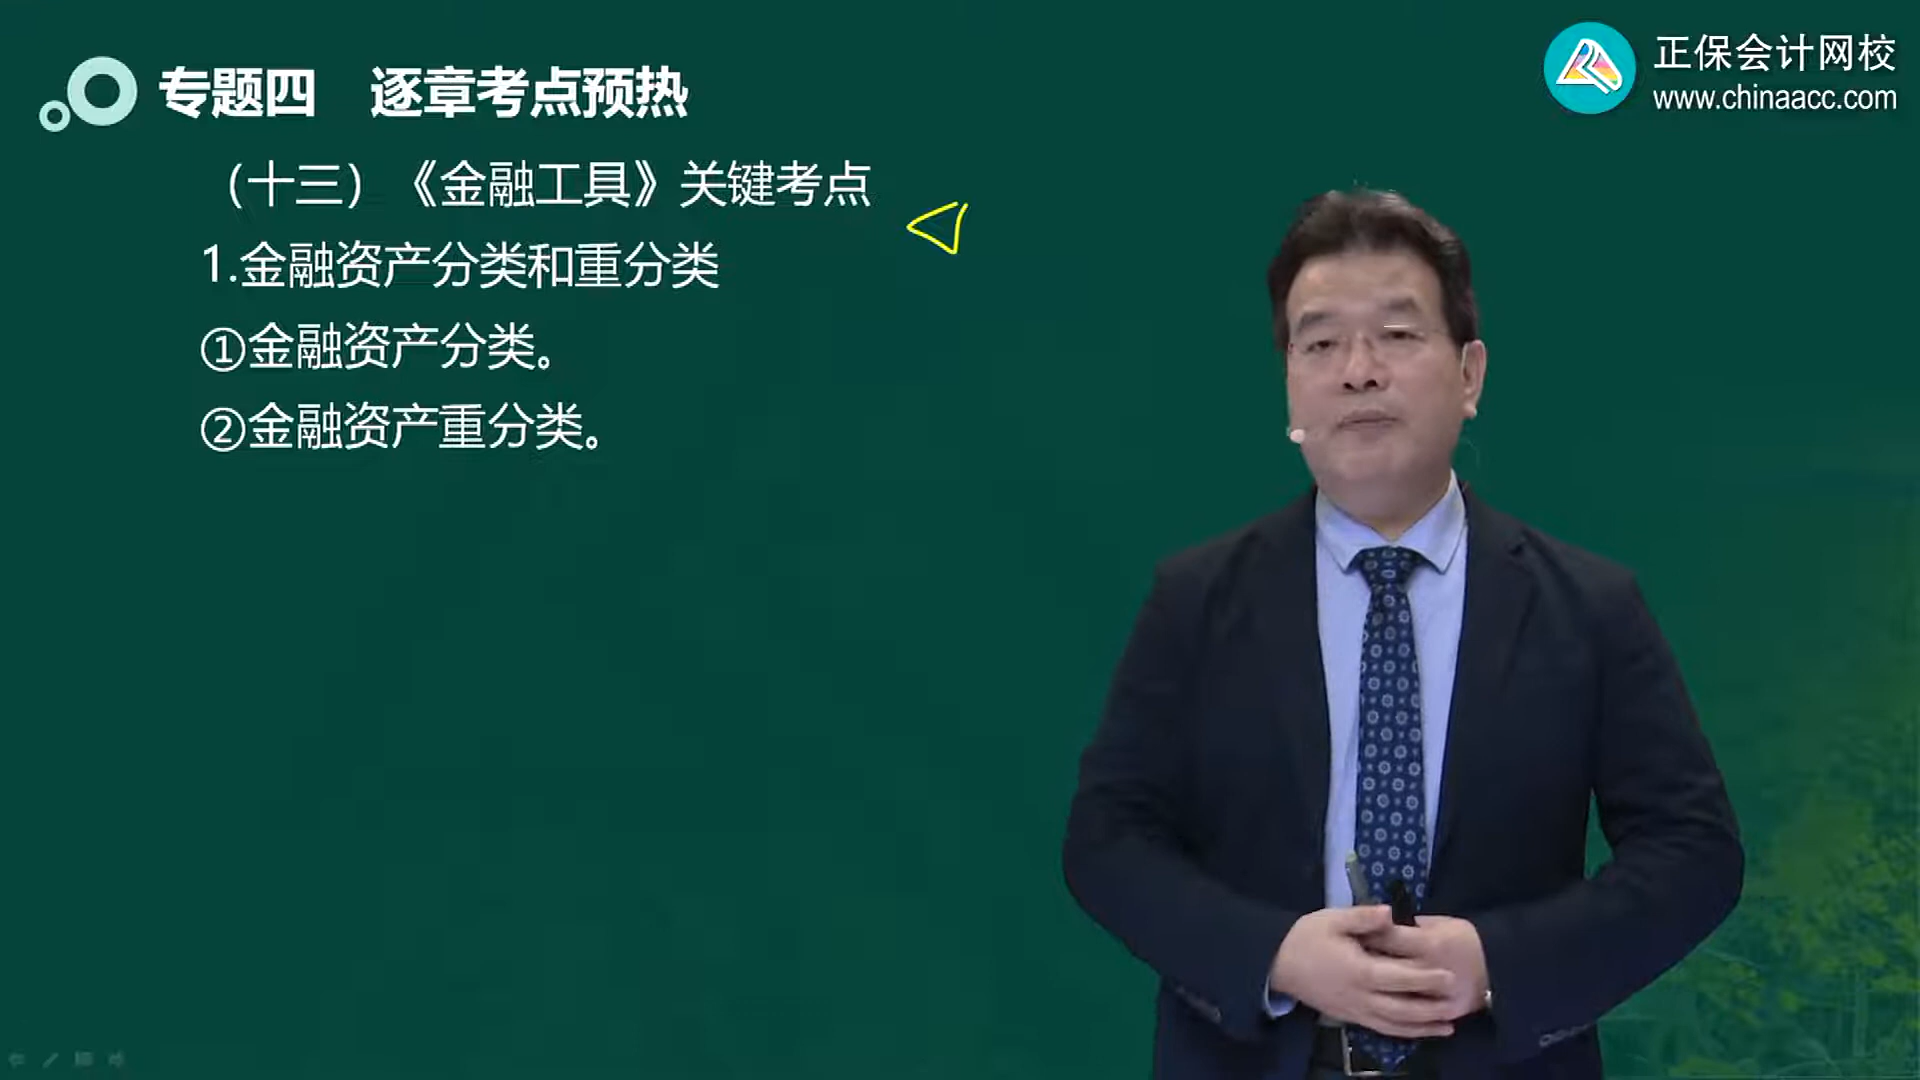 正保会计网校
www.chinaacc.com
专题四 逐章考点预热
（十三）《金融工具》关键考点
1.金融资产分类和重分类
①金融资产分类。
②金融资产重分类。